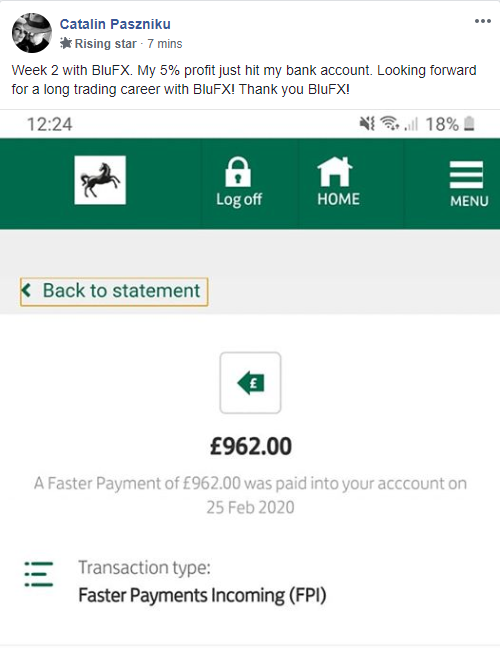 Catalin Paszniku
Rising star · 7 mins
Week 2 with BluFX. My 5% profit just hit my bank account. Looking forward
for a long trading career with BluFX! Thank you BluFX!
12:24
18%
Log off
HOME
MENU
Back to statement
£
£962.00
A Faster Payment of £962.00 was paid into your acccount on
25 Feb 2020
Transaction type:
Faster Payments Incoming (FPI)